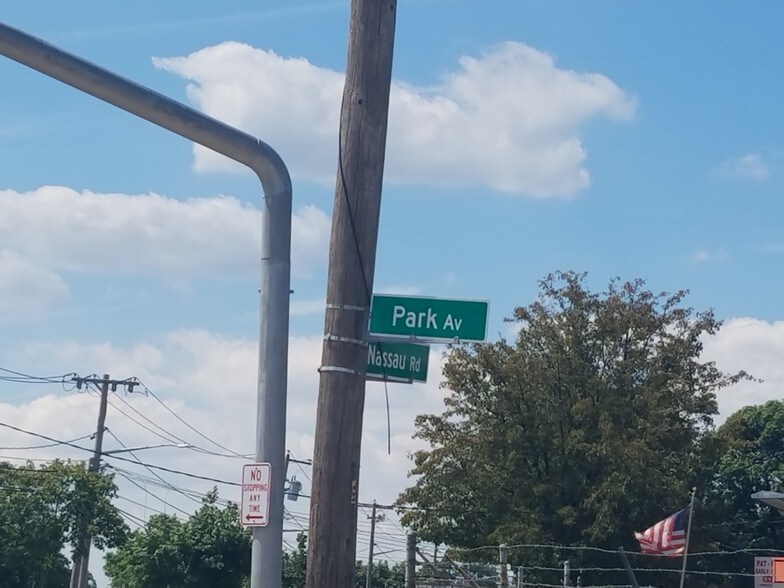 Park Av
Nassau Rd
NO
STOPPING
ANY
TIME